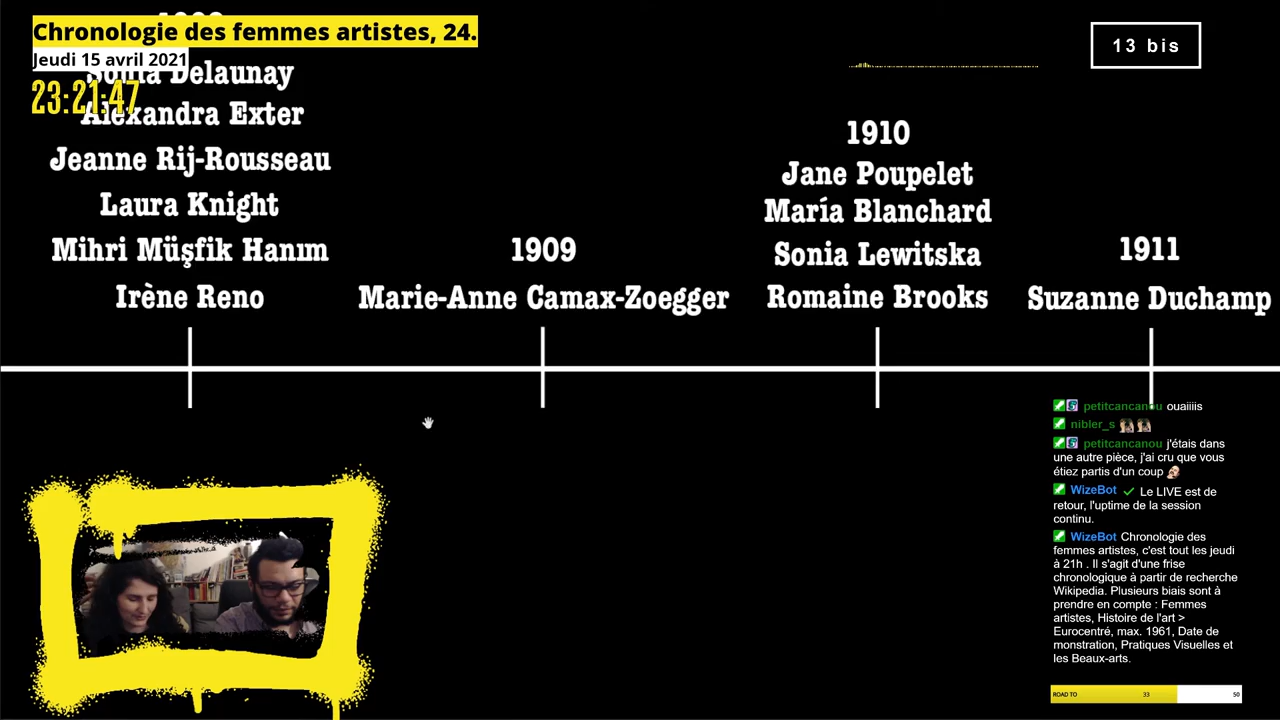 Chronologie des femmes artistes, 24.
Jeudi 15 avril 2021
23:21:47
13 bis
Sonia Delaunay
Alexandra Exter
Jeanne Rij-Rousseau
Laura Knight
Mihri Müşfik Hanım
Irène Reno
1909
Marie-Anne Camax-Zoegger
1910
Jane Poupelet
María Blanchard
Sonia Lewitska
Romaine Brooks
1911
Suzanne Duchamp
petitcancanou ouaiiiis
nibler_s
petitcancanou j'étais dans
une autre pièce, j'ai cru que vous
étiez partis d'un coup
WizeBot Le LIVE est de
retour, l'uptime de la session
continu.
WizeBot Chronologie des
femmes artistes, c'est tout les jeudi
à 21h . Il s'agit d'une frise
chronologique à partir de recherche
Wikipedia. Plusieurs biais sont à
prendre en compte : Femmes
artistes, Histoire de l'art >
Eurocentré, max. 1961, Date de
monstration, Pratiques Visuelles et
les Beaux-arts.
ROAD TO 33 50